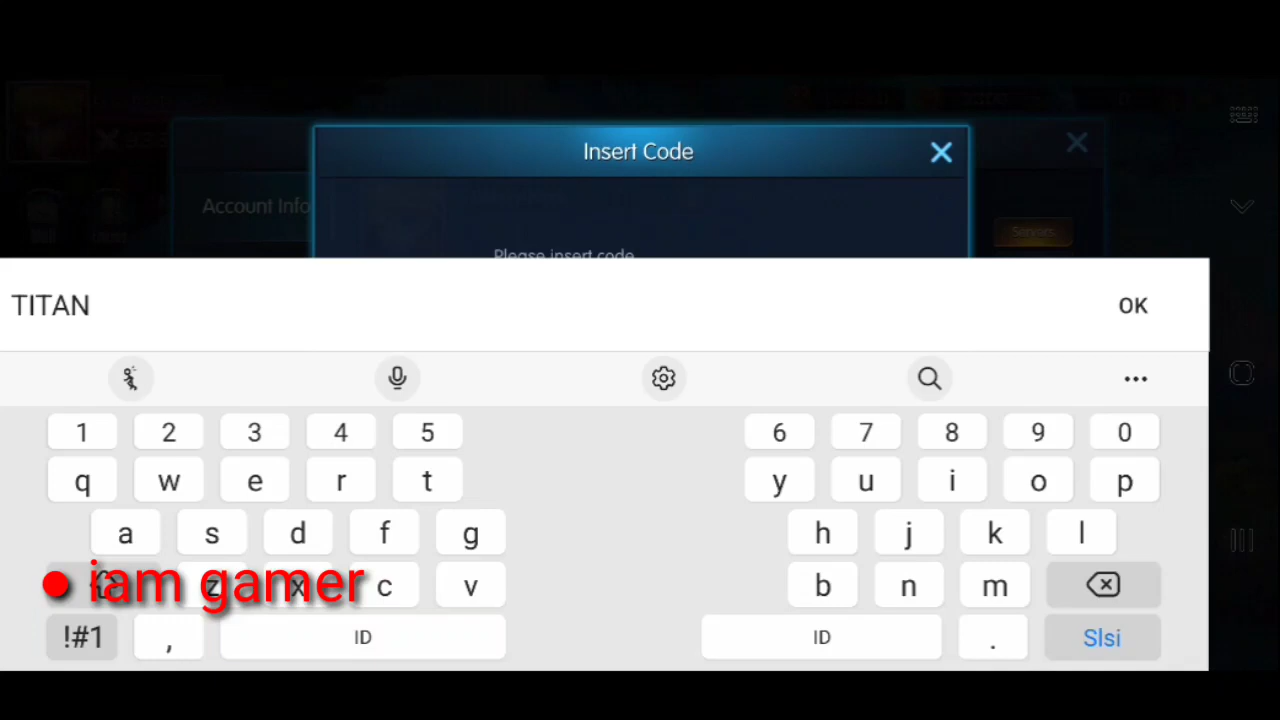 Insert Code
Account Info
Servers
Please insert code
TITAN
OK
1 2 3 4 5 6 7 8 9 0
q w e r t y u i o p
a s d f g h j k l
z x c v b n m
iam gamer
!#1 , ID ID . Slsi